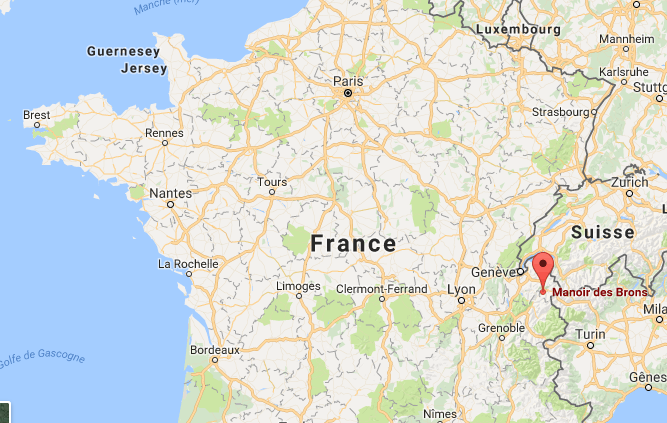 Manche (mer)
Guernesey
Jersey
Luxembourg
Mannheim
Karlsruhe
Stuttg
Paris
Brest
Rennes
Strasbourg
Tours
Nantes
Zurich
France
Suisse
La Rochelle
Genève
Limoges
Clermont-Ferrand
Lyon
Manoir des Brons
Mila
Grenoble
Turin
Bordeaux
Golfe de Gascogne
Gênes
Nîmes